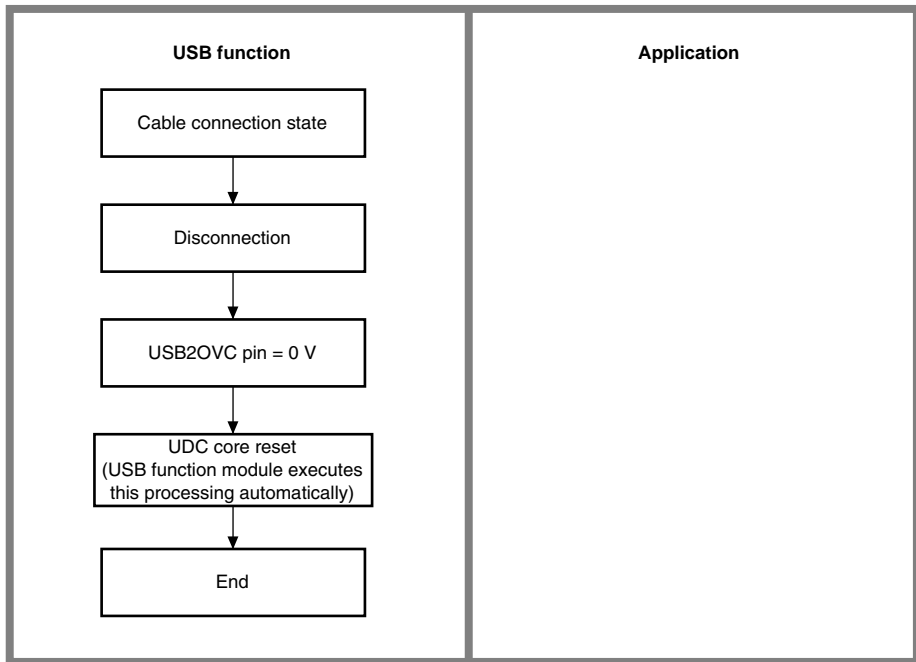 USB function
Application
Cable connection state
Disconnection
USB2OVC pin = 0 V
UDC core reset
(USB function module executes
this processing automatically)
End